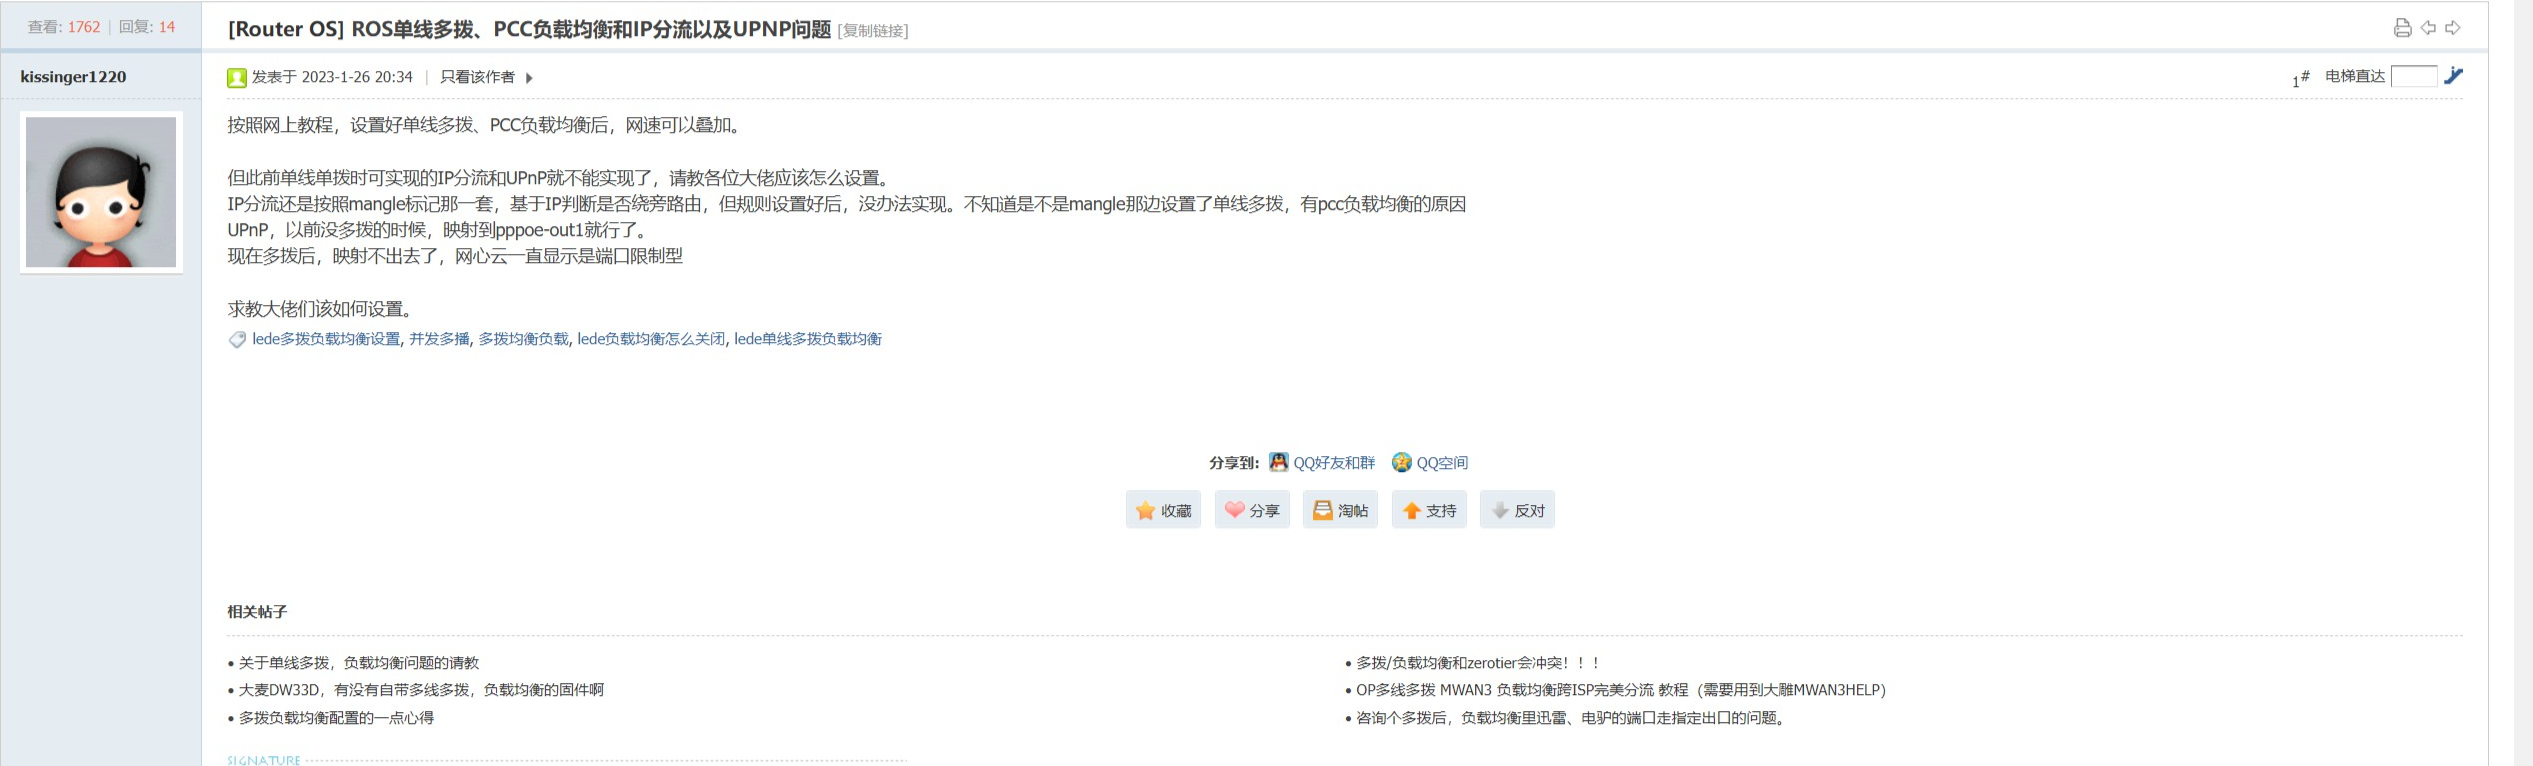 查看: 1762 | 回复: 14
[Router OS] ROS单线多拨、PCC负载均衡和IP分流以及UPNP问题 [复制链接]
kissinger1220
发表于 2023-1-26 20:34 | 只看该作者
1# 电梯直达
按照网上教程，设置好单线多拨、PCC负载均衡后，网速可以叠加。
但此前单线单拨时可实现的IP分流和UPnP就不能实现了，请教各位大佬应该怎么设置。
IP分流还是按照mangle标记那一套，基于IP判断是否绕旁路由，但规则设置好后，没办法实现。不知道是不是mangle那边设置了单线多拨，有pcc负载均衡的原因
UPnP，以前没多拨的时候，映射到pppoe-out1就行了。
现在多拨后，映射不出去了，网心云一直显示是端口限制型
求教大佬们该如何设置。
lede多拨负载均衡设置, 并发多播, 多拨均衡负载, lede负载均衡怎么关闭, lede单线多拨负载均衡
分享到: QQ好友和群 QQ空间
收藏 分享 淘帖 支持 反对
相关帖子
• 关于单线多拨，负载均衡问题的请教
• 多拨/负载均衡和zerotier会冲突！！！
• 大麦DW33D，有没有自带多线多拨，负载均衡的固件啊
• OP多线多拨 MWAN3 负载均衡跨ISP完美分流 教程（需要用到大雕MWAN3HELP）
• 多拨负载均衡配置的一点心得
• 咨询个多拨后，负载均衡里迅雷、电驴的端口走指定出口的问题。
SIGNATURE